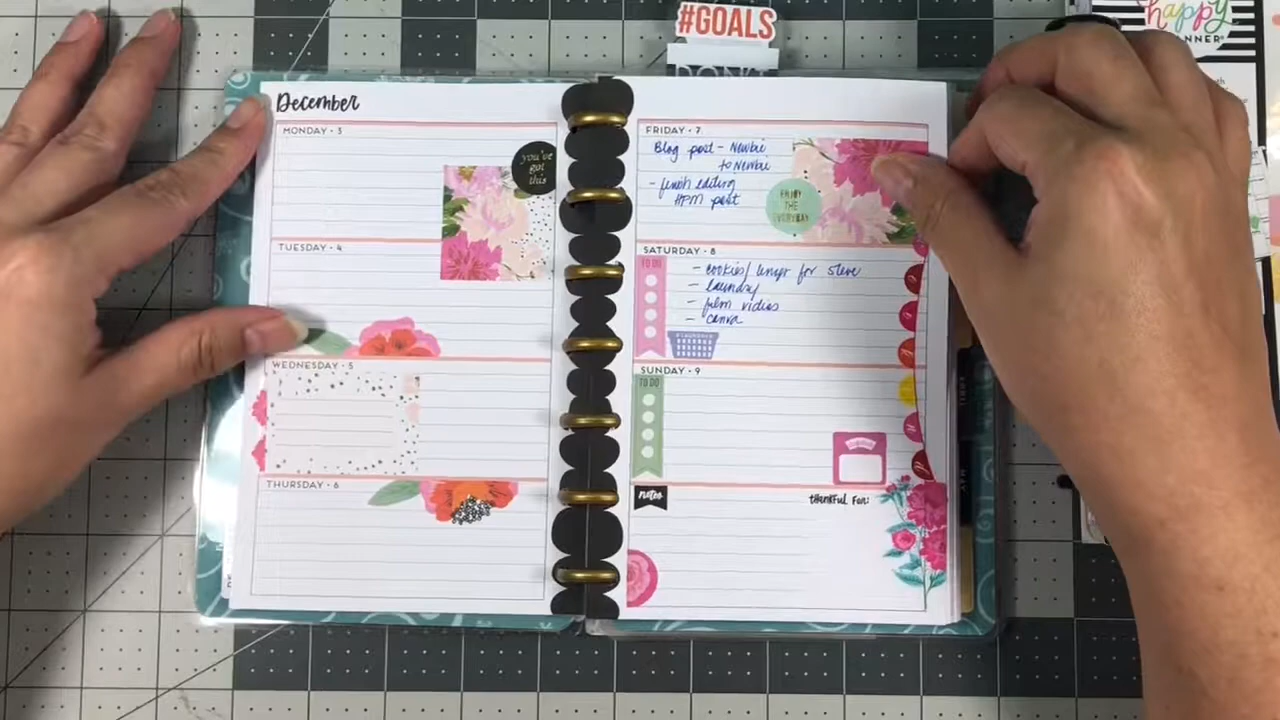 #GOALS
happy
December
MONDAY • 3
you've
got
this
TUESDAY • 4
WEDNESDAY • 5
THURSDAY • 6
FRIDAY • 7
Blog post - Newbie
to Newbie
- finish editing
HPM post
ENJOY
THE
EVERYDAY
SATURDAY • 8
TO DO
- cookies/ for steve
- laundry
- film vidios
- canva
SUNDAY • 9
TO DO
notes
thankful for: